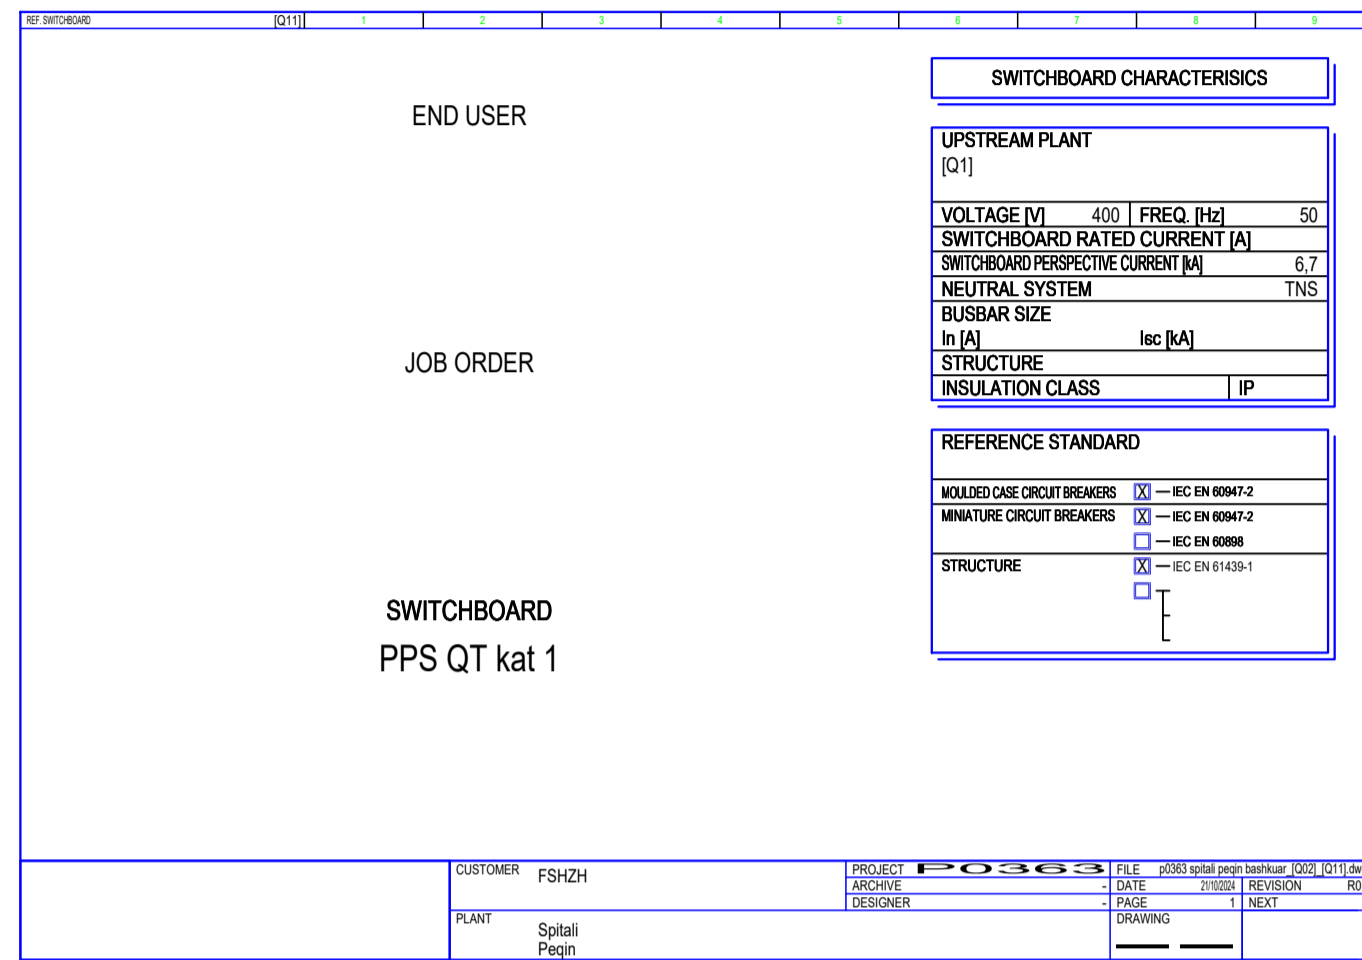 REF. SWITCHBOARD [Q11] 1 2 3 4 5 6 7 8 9
SWITCHBOARD CHARACTERISICS
END USER
UPSTREAM PLANT
[Q1]
VOLTAGE [V] 400 FREQ. [Hz] 50
SWITCHBOARD RATED CURRENT [A]
SWITCHBOARD PERSPECTIVE CURRENT [kA] 6,7
NEUTRAL SYSTEM TNS
BUSBAR SIZE
In [A] Isc [kA]
STRUCTURE
INSULATION CLASS IP
JOB ORDER
REFERENCE STANDARD
MOULDED CASE CIRCUIT BREAKERS X IEC EN 60947-2
MINIATURE CIRCUIT BREAKERS X IEC EN 60947-2
IEC EN 60898
STRUCTURE X IEC EN 61439-1
SWITCHBOARD
PPS QT kat 1
CUSTOMER FSHZH
PROJECT P0363 FILE p0363 spitali peqin bashkuar_[Q02]_[Q11].dw
ARCHIVE - DATE 21/10/2024 REVISION R0
DESIGNER - PAGE 1 NEXT
PLANT Spitali
Peqin
DRAWING